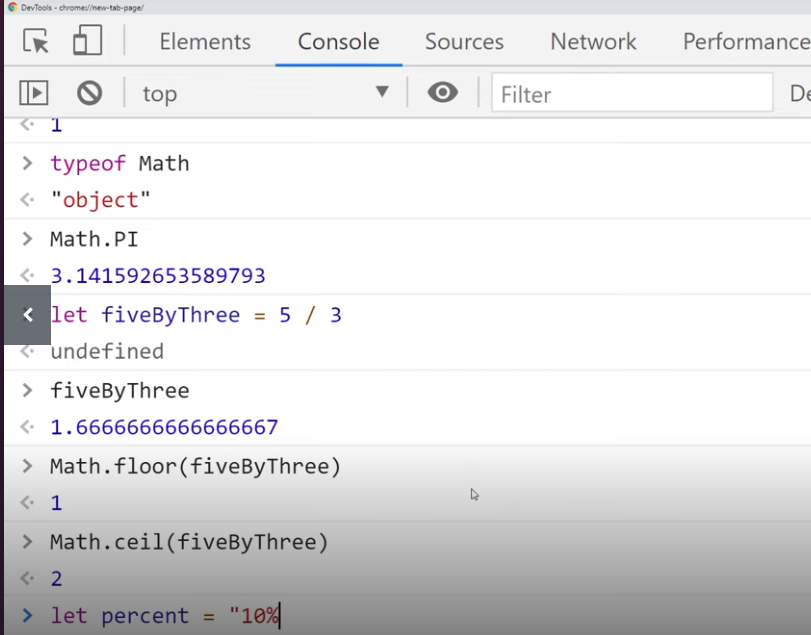 DevTools - chrome://new-tab-page/
Elements Console Sources Network Performance
top Filter De
1
typeof Math
"object"
Math.PI
3.141592653589793
let fiveByThree = 5 / 3
undefined
fiveByThree
1.6666666666666667
Math.floor(fiveByThree)
1
Math.ceil(fiveByThree)
2
let percent = "10%